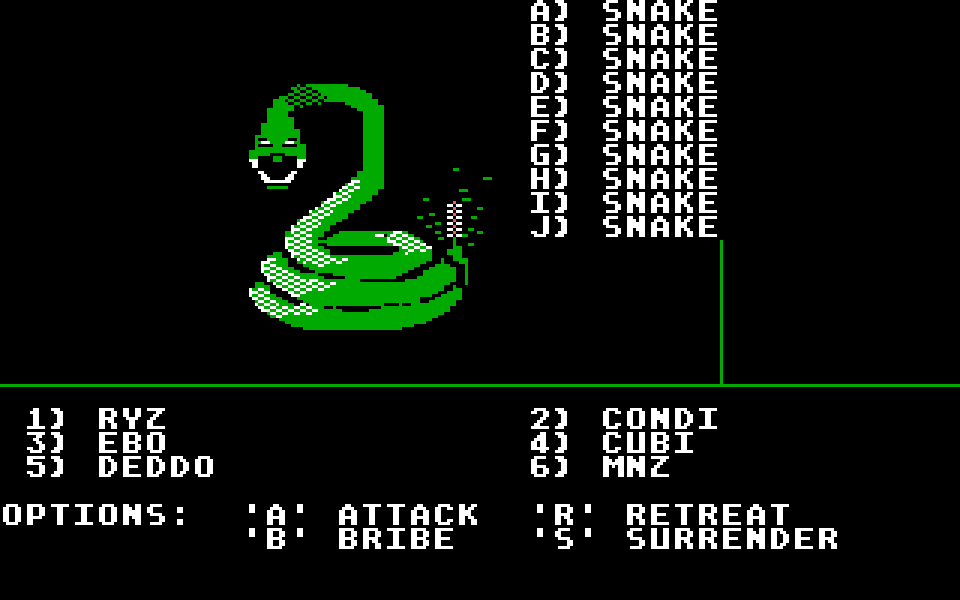 A) SNAKE
B) SNAKE
C) SNAKE
D) SNAKE
E) SNAKE
F) SNAKE
G) SNAKE
H) SNAKE
I) SNAKE
J) SNAKE
1) RYZ 2) CONDI
3) EBO 4) CUBI
5) DEDDO 6) MNZ
OPTIONS: 'A' ATTACK 'R' RETREAT
'B' BRIBE 'S' SURRENDER